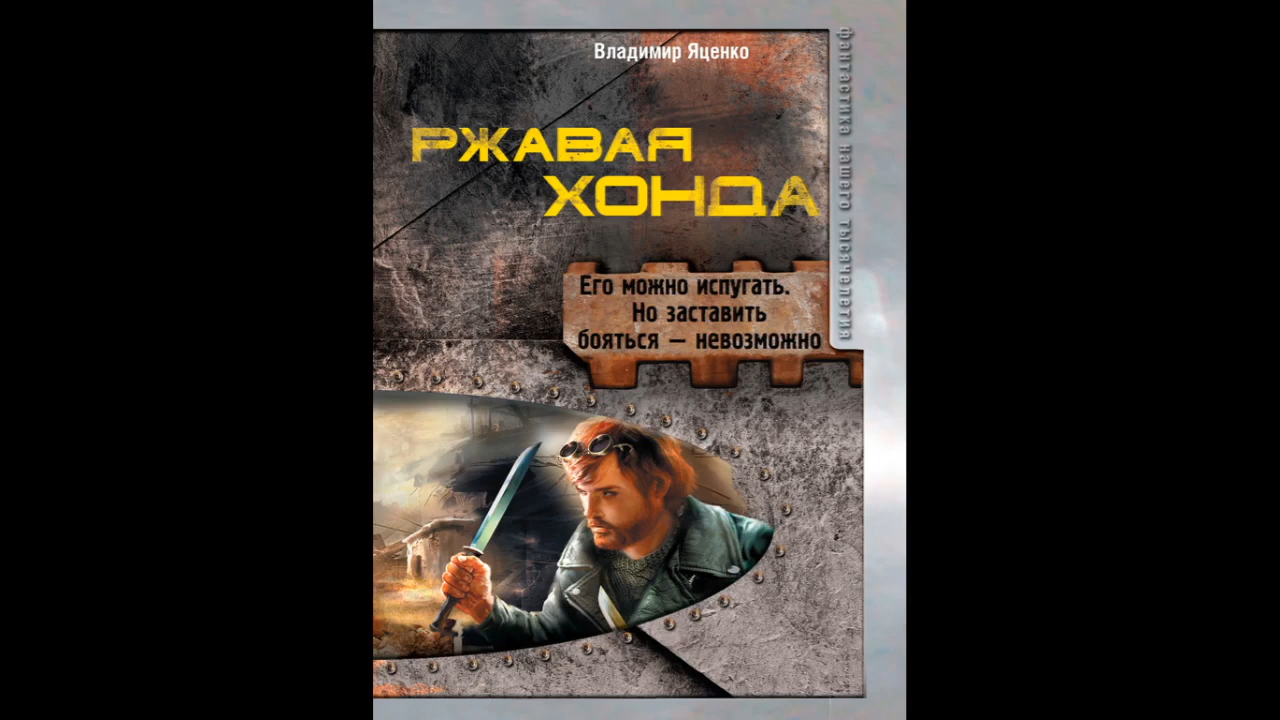 Владимир Яценко
РЖАВАЯ
ХОНДА
Его можно испугать.
Но заставить
бояться — невозможно
фантастика нашего тысячелетия